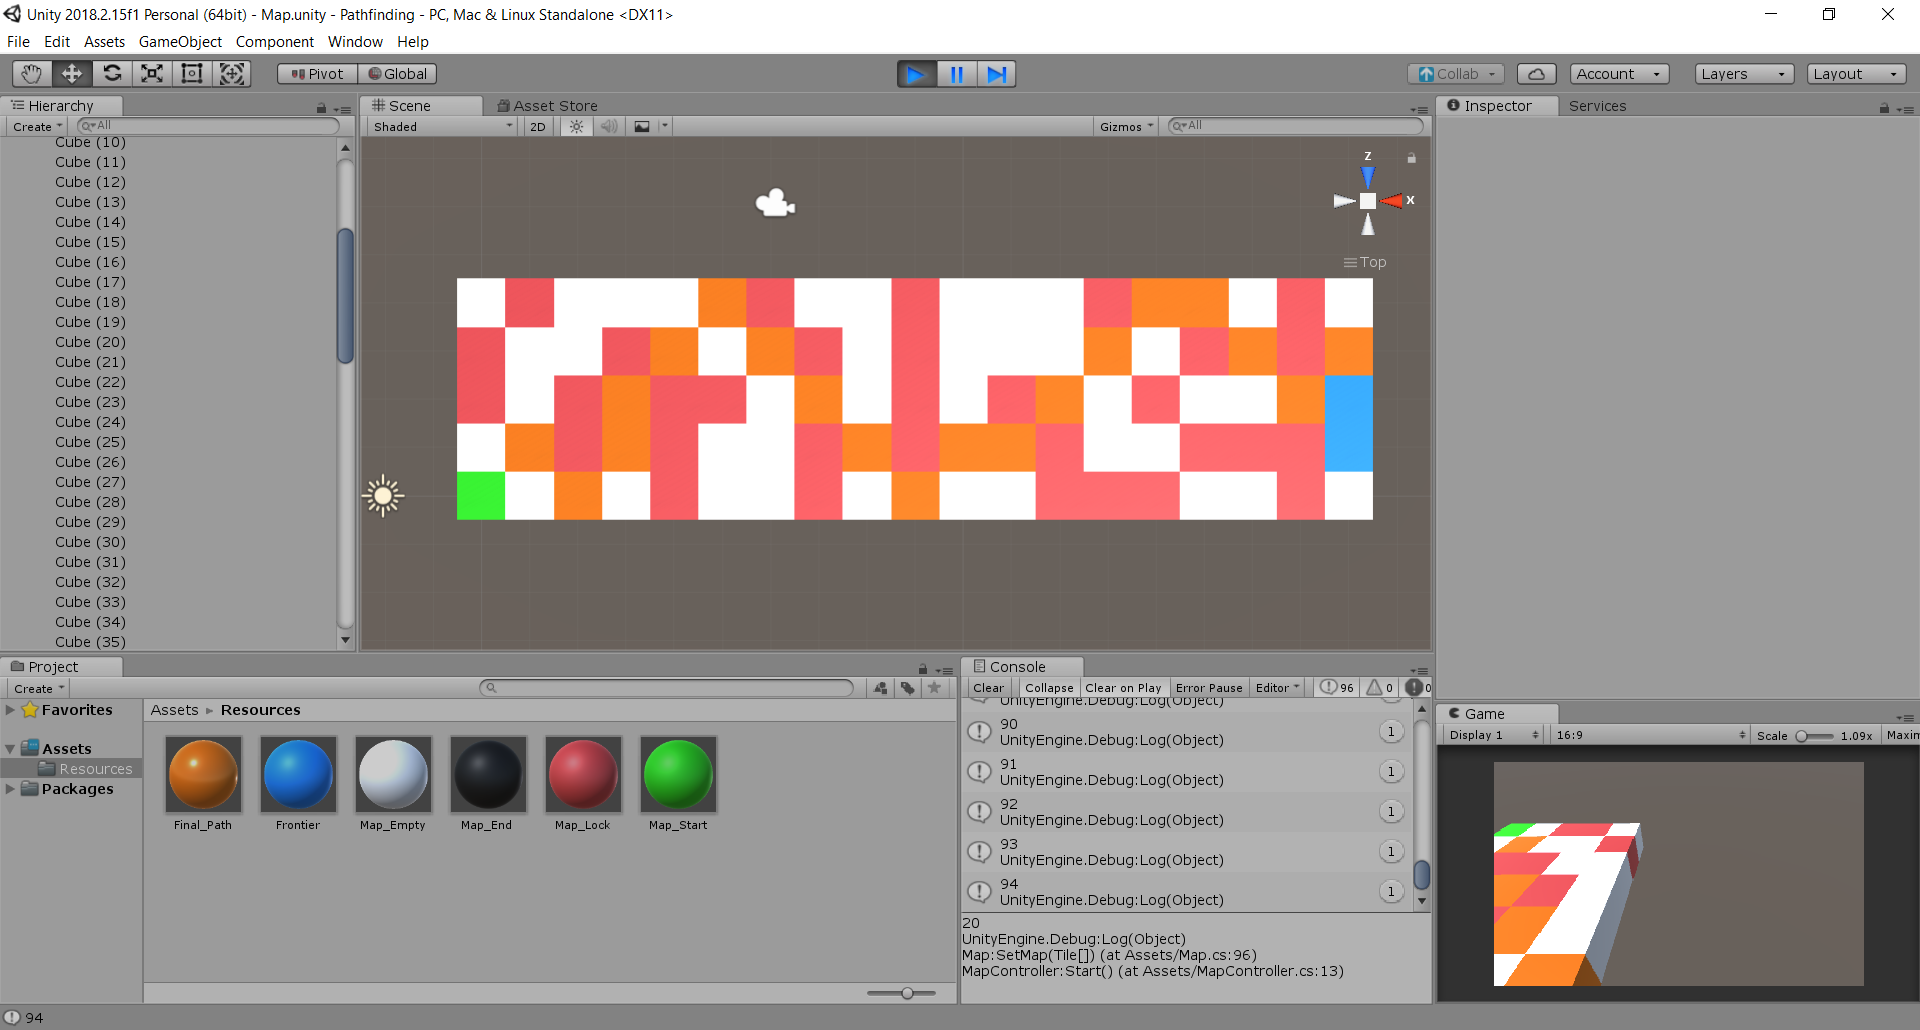 Unity 2018.2.15f1 Personal (64bit) - Map.unity - Pathfinding - PC, Mac & Linux Standalone <DX11>
File Edit Assets GameObject Component Window Help
Pivot Global Collab Account Layers Layout
Hierarchy
Create All
Cube (10)
Cube (11)
Cube (12)
Cube (13)
Cube (14)
Cube (15)
Cube (16)
Cube (17)
Cube (18)
Cube (19)
Cube (20)
Cube (21)
Cube (22)
Cube (23)
Cube (24)
Cube (25)
Cube (26)
Cube (27)
Cube (28)
Cube (29)
Cube (30)
Cube (31)
Cube (32)
Cube (33)
Cube (34)
Cube (35)
Scene Asset Store
Shaded 2D Gizmos All
z
x
Top
Inspector Services
Project
Create
Favorites
Assets
Resources
Packages
Assets Resources
Final_Path Frontier Map_Empty Map_End Map_Lock Map_Start
Console
Clear Collapse Clear on Play Error Pause Editor 96 0 0
UnityEngine.Debug:Log(Object)
90
UnityEngine.Debug:Log(Object) 1
91
UnityEngine.Debug:Log(Object) 1
92
UnityEngine.Debug:Log(Object) 1
93
UnityEngine.Debug:Log(Object) 1
94
UnityEngine.Debug:Log(Object) 1
20
UnityEngine.Debug:Log(Object)
Map:SetMap(Tile[]) (at Assets/Map.cs:96)
MapController:Start() (at Assets/MapController.cs:13)
Game
Display 1 16:9 Scale 1.09x Maxim
94